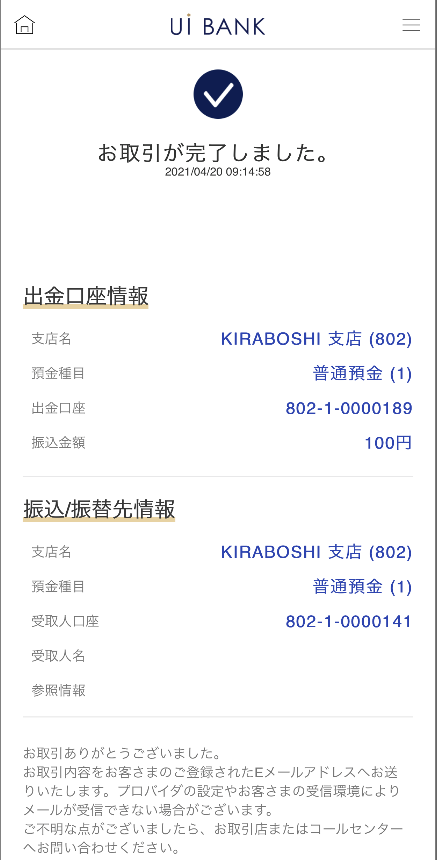 UI BANK
お取引が完了しました。
2021/04/20 09:14:58
出金口座情報
支店名 KIRABOSHI 支店 (802)
預金種目 普通預金 (1)
出金口座 802-1-0000189
振込金額 100円
振込/振替先情報
支店名 KIRABOSHI 支店 (802)
預金種目 普通預金 (1)
受取人口座 802-1-0000141
受取人名
参照情報
お取引ありがとうございました。
お取引内容をお客さまのご登録されたEメールアドレスへお送
りいたします。プロバイダの設定やお客さまの受信環境により
メールが受信できない場合がございます。
ご不明な点がございましたら、お取引店またはコールセンター
へお問い合わせください。